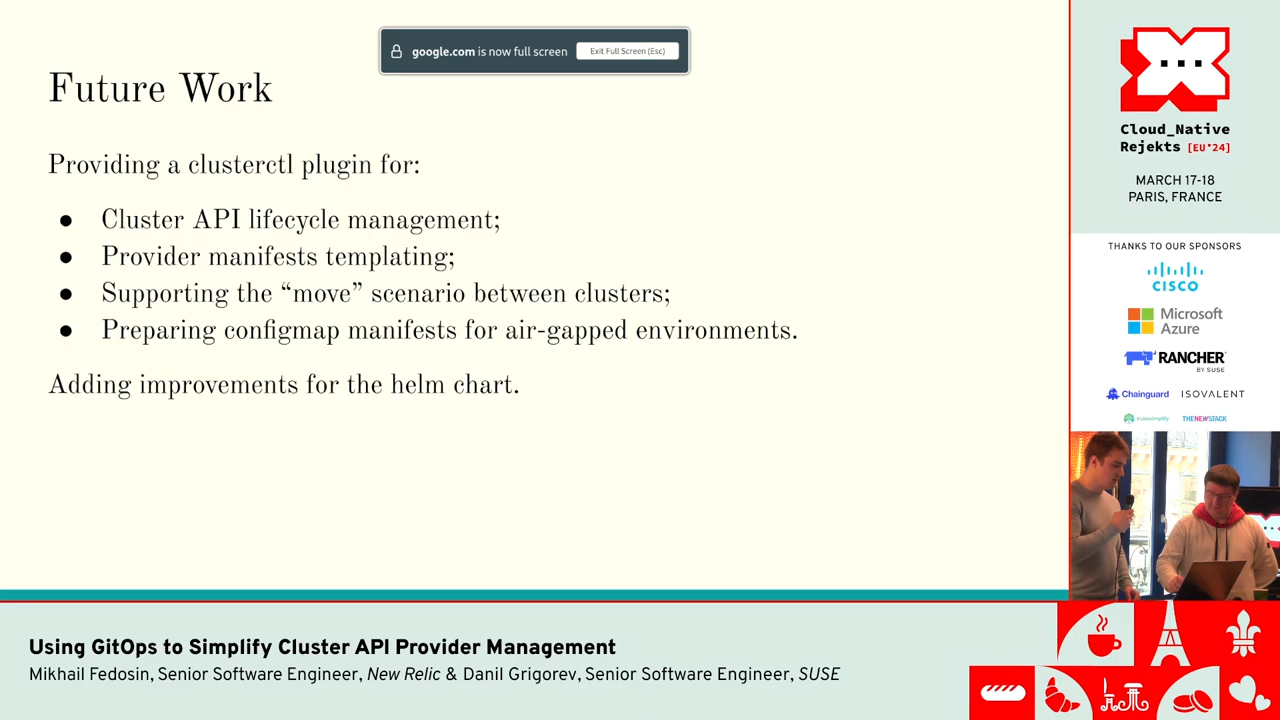 google.com is now full screen
Exit Full Screen (Esc)
Future Work
Providing a clusterctl plugin for:
● Cluster API lifecycle management;
● Provider manifests templating;
● Supporting the “move” scenario between clusters;
● Preparing configmap manifests for air-gapped environments.
Adding improvements for the helm chart.
Cloud_Native
Rejekts [EU'24]
MARCH 17-18
PARIS, FRANCE
THANKS TO OUR SPONSORS
CISCO
Microsoft
Azure
RANCHER
BY SUSE
Chainguard
ISOVALENT
kubesimplify
THENEWSTACK
Using GitOps to Simplify Cluster API Provider Management
Mikhail Fedosin, Senior Software Engineer, New Relic & Danil Grigorev, Senior Software Engineer, SUSE